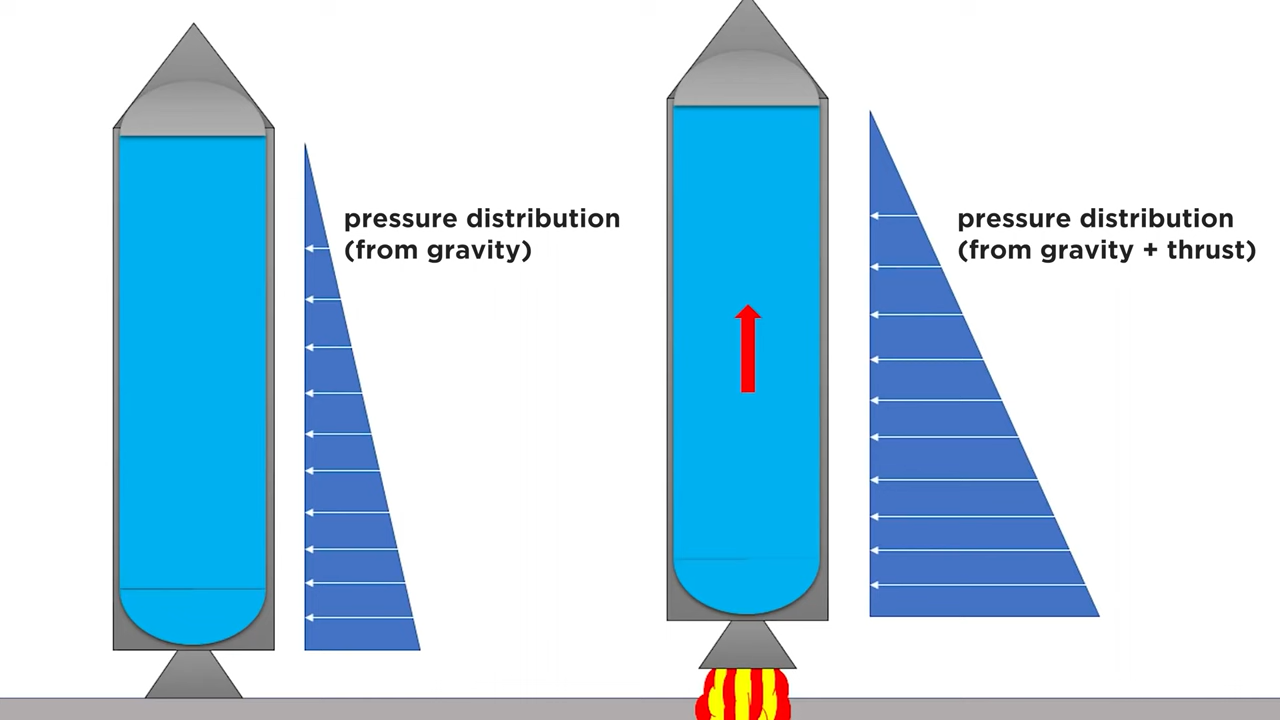 pressure distribution
(from gravity)
pressure distribution
(from gravity + thrust)